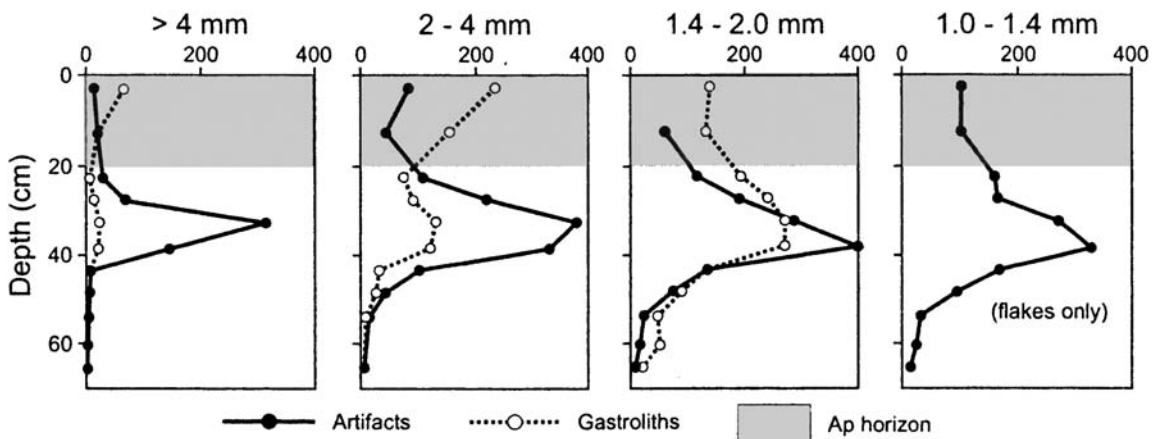 > 4 mm
2 - 4 mm
1.4 - 2.0 mm
1.0 - 1.4 mm
0 200 400
0 200 400
0 200 400
0 200 400
Depth (cm)
0
20
40
60
(flakes only)
Artifacts
Gastroliths
Ap horizon